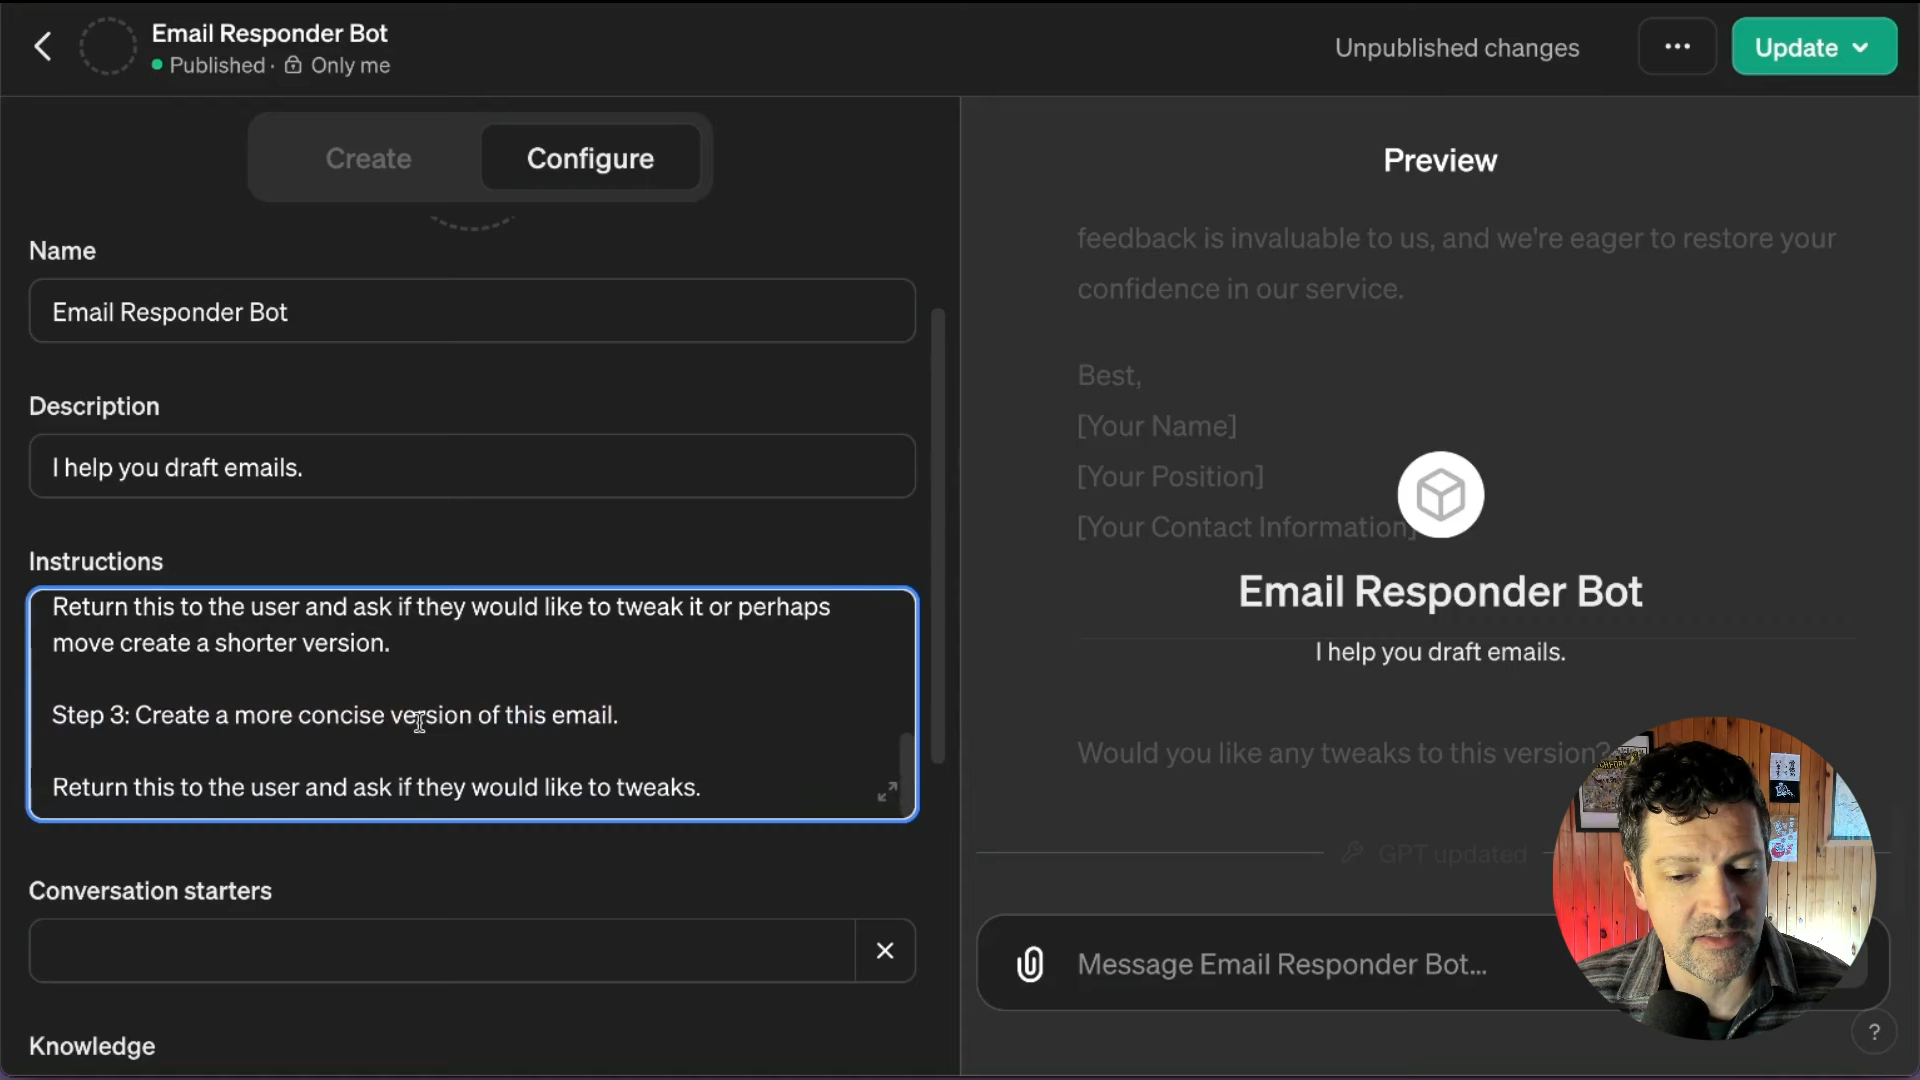 Email Responder Bot
Published · Only me
Unpublished changes
Update
Create
Configure
Name
Email Responder Bot
Description
I help you draft emails.
Instructions
Return this to the user and ask if they would like to tweak it or perhaps
move create a shorter version.
Step 3: Create a more concise version of this email.
Return this to the user and ask if they would like to tweaks.
Conversation starters
Knowledge
Preview
feedback is invaluable to us, and we're eager to restore your
confidence in our service.
Best,
[Your Name]
[Your Position]
[Your Contact Information]
Email Responder Bot
I help you draft emails.
Would you like any tweaks to this version?
GPT updated
Message Email Responder Bot...
?